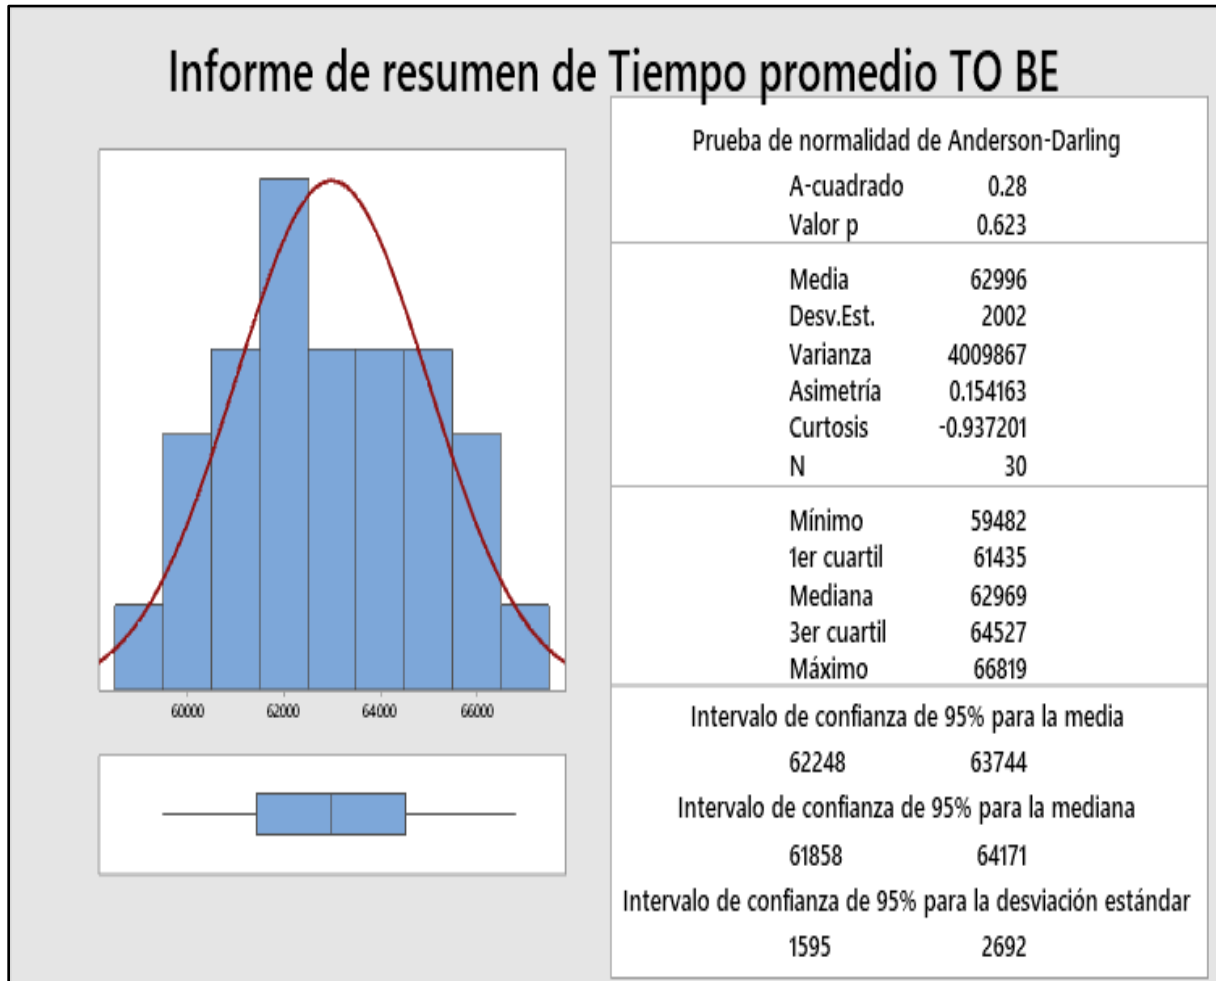 Informe de resumen de Tiempo promedio TO BE
60000 62000 64000 66000
Prueba de normalidad de Anderson-Darling
A-cuadrado 0.28
Valor p 0.623
Media 62996
Desv.Est. 2002
Varianza 4009867
Asimetría 0.154163
Curtosis -0.937201
N 30
Mínimo 59482
1er cuartil 61435
Mediana 62969
3er cuartil 64527
Máximo 66819
Intervalo de confianza de 95% para la media
62248 63744
Intervalo de confianza de 95% para la mediana
61858 64171
Intervalo de confianza de 95% para la desviación estándar
1595 2692